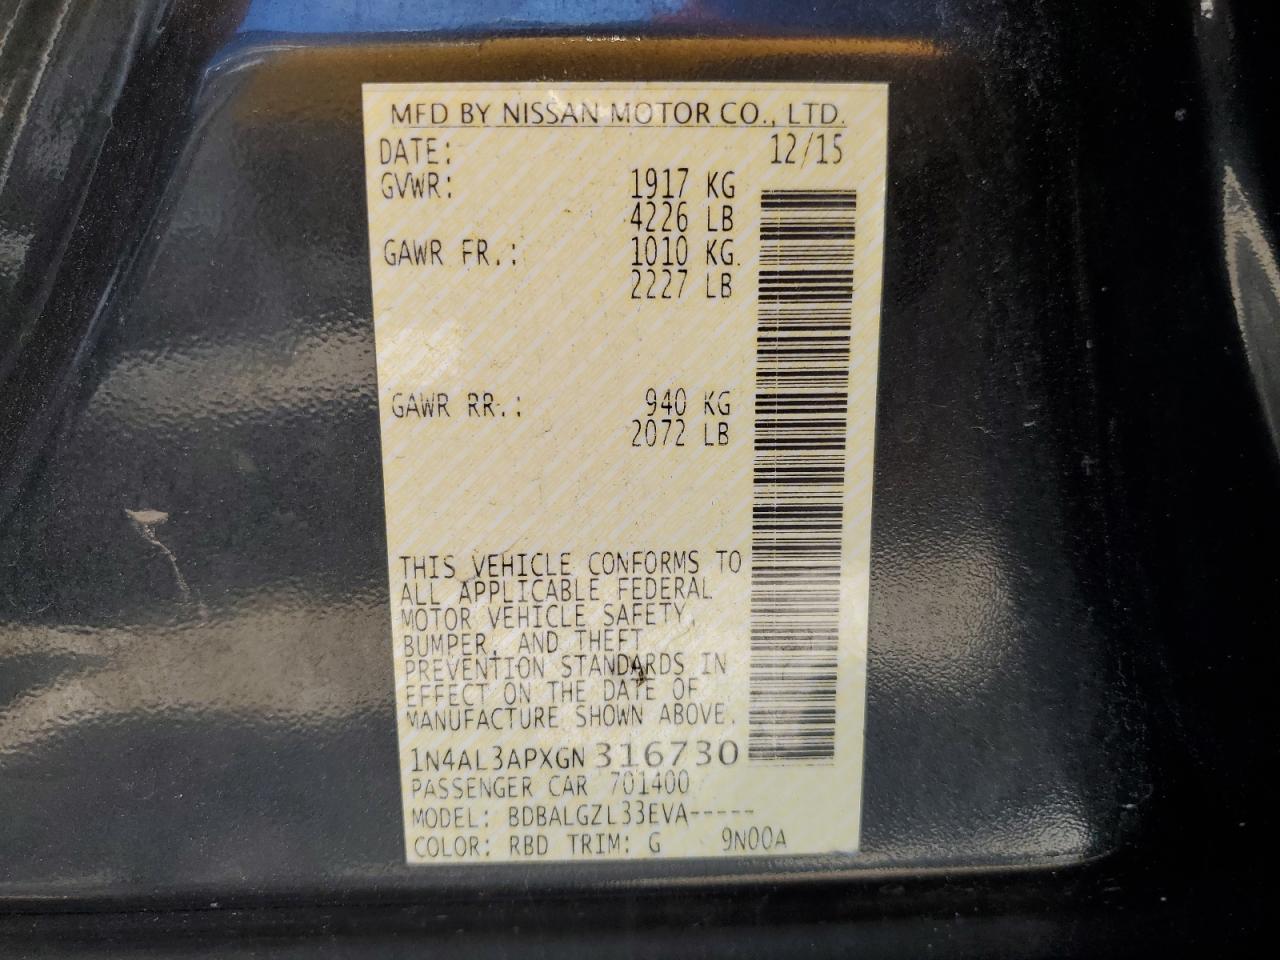 MFD BY NISSAN MOTOR CO., LTD.
DATE: 12/15
GVWR: 1917 KG
4226 LB
GAWR FR.: 1010 KG
2227 LB
GAWR RR.: 940 KG
2072 LB
THIS VEHICLE CONFORMS TO
ALL APPLICABLE FEDERAL
MOTOR VEHICLE SAFETY,
BUMPER, AND THEFT
PREVENTION STANDARDS IN
EFFECT ON THE DATE OF
MANUFACTURE SHOWN ABOVE.
1N4AL3APXGN316730
PASSENGER CAR 701400
MODEL: BDBALGZL33EVA-----
COLOR: RBD TRIM: G 9N00A